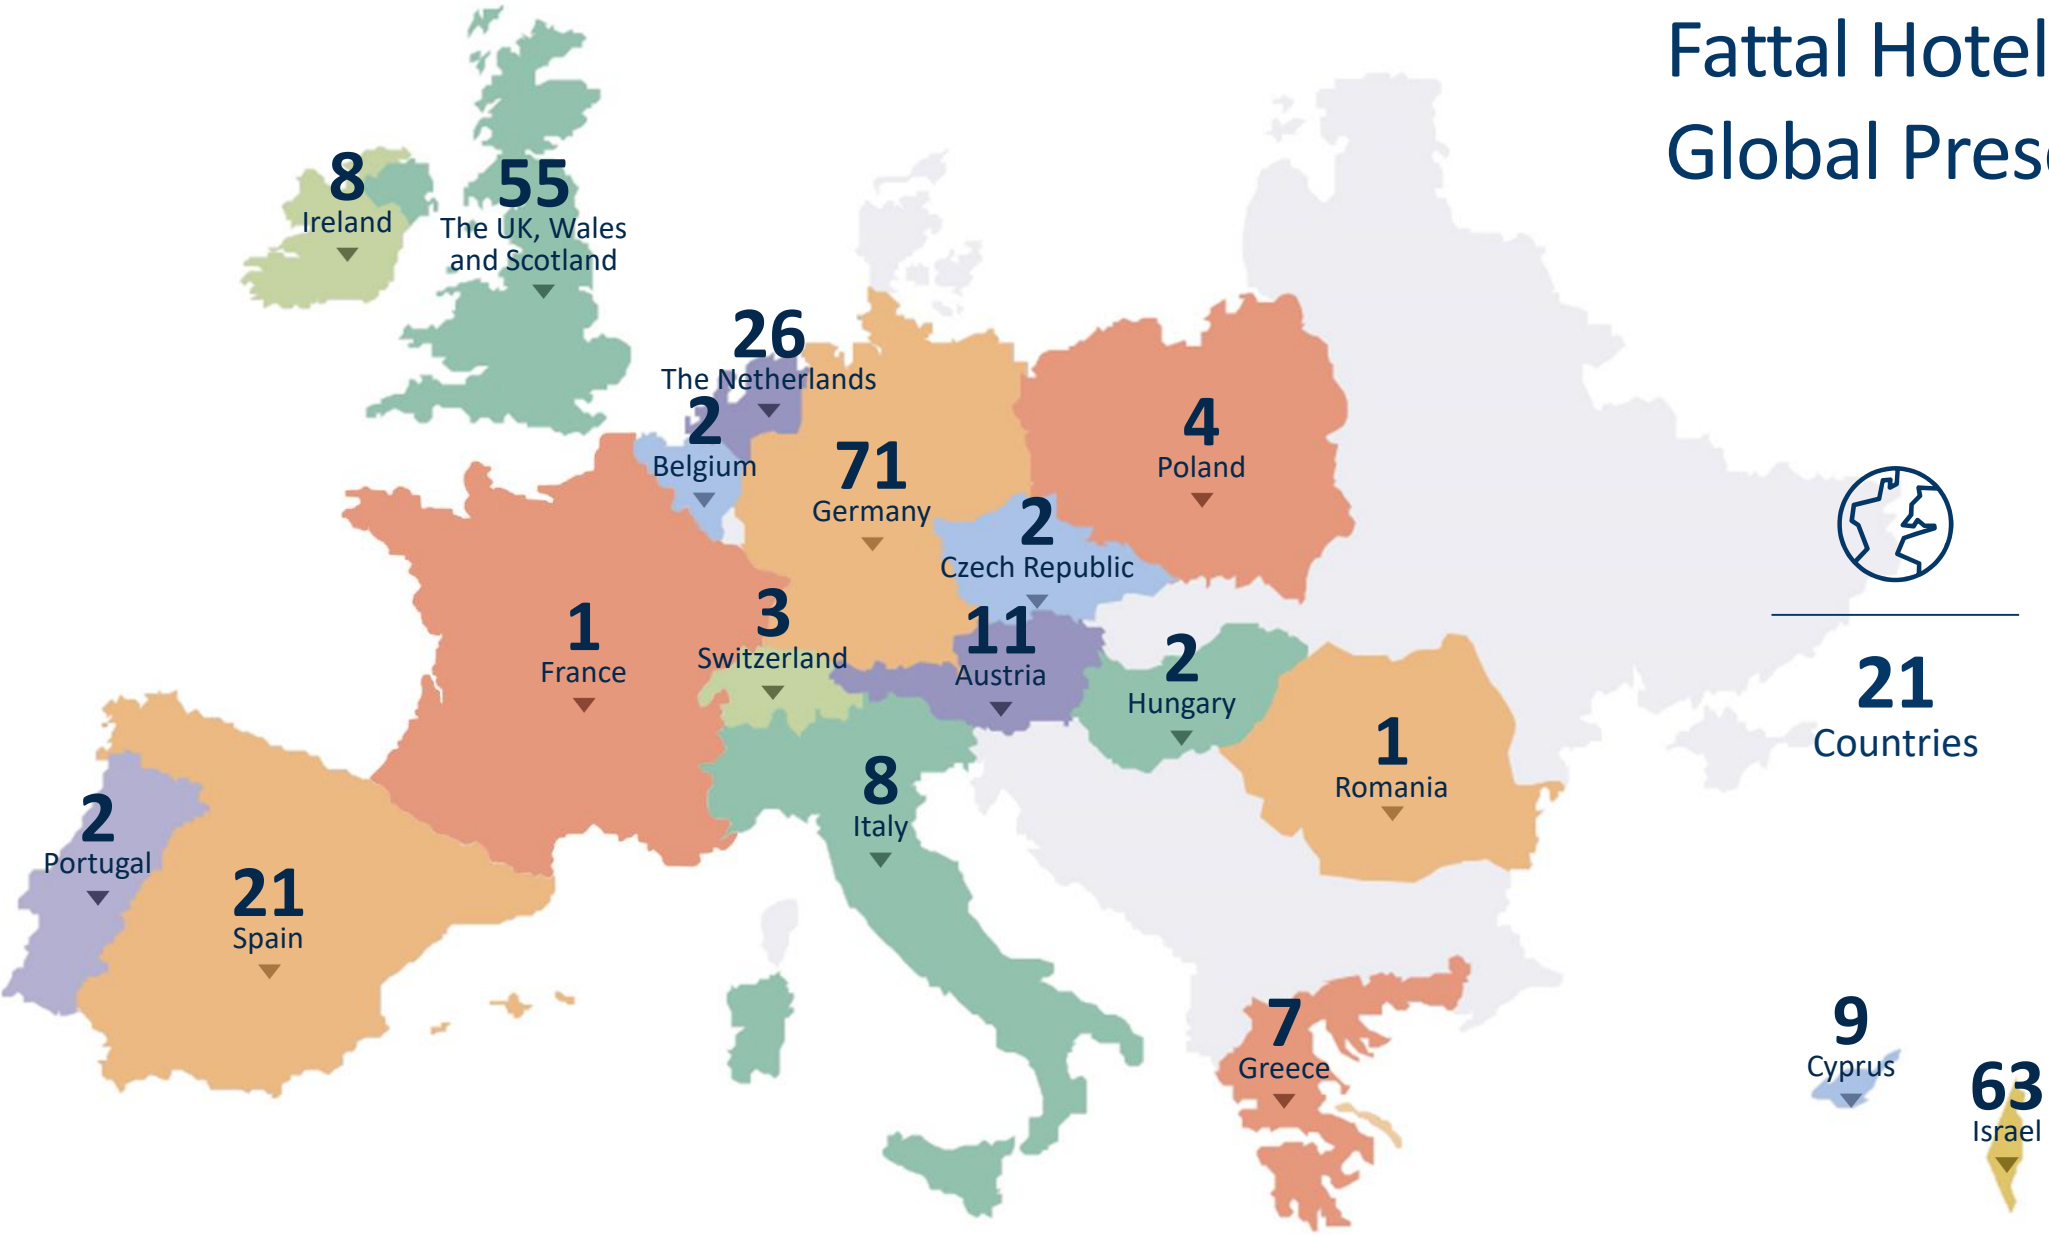 Fattal Hotel
Global Pres
8
Ireland
55
The UK, Wales
and Scotland
26
The Netherlands
2
Belgium
71
Germany
4
Poland
2
Czech Republic
1
France
3
Switzerland
11
Austria
2
Hungary
1
Romania
2
Portugal
21
Spain
8
Italy
7
Greece
9
Cyprus
63
Israel
21
Countries